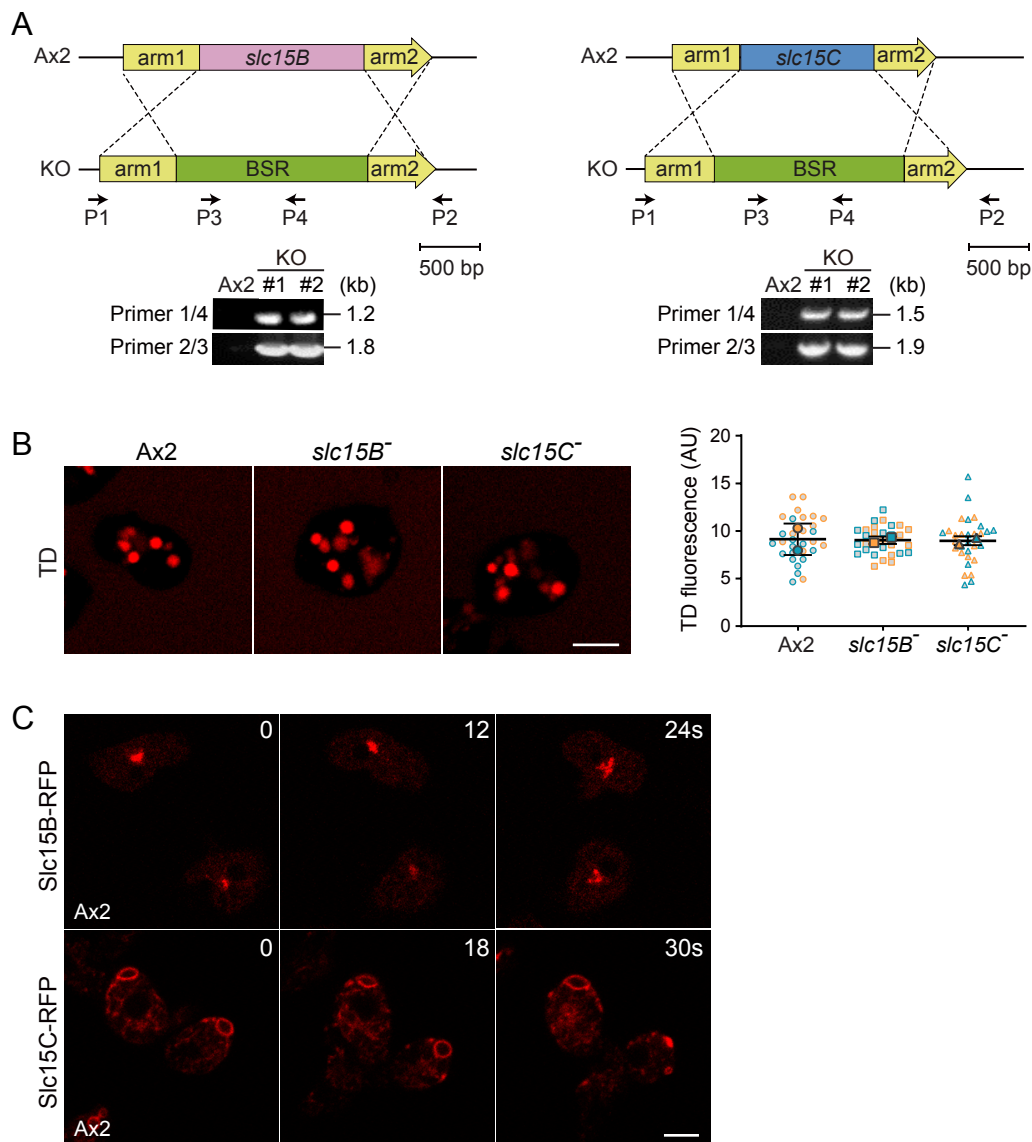 A
Ax2 arm1 slc15B arm2
KO arm1 BSR arm2
P1 P3 P4 P2
500 bp
KO
Ax2 #1 #2 (kb)
Primer 1/4 1.2
Primer 2/3 1.8
Ax2 arm1 slc15C arm2
KO arm1 BSR arm2
P1 P3 P4 P2
500 bp
KO
Ax2 #1 #2 (kb)
Primer 1/4 1.5
Primer 2/3 1.9
B
Ax2 slc15B⁻ slc15C⁻
TD
TD fluorescence (AU)
20
15
10
5
0
Ax2 slc15B⁻ slc15C⁻
C
Slc15B-RFP
0 12 24s
Ax2
Slc15C-RFP
0 18 30s
Ax2